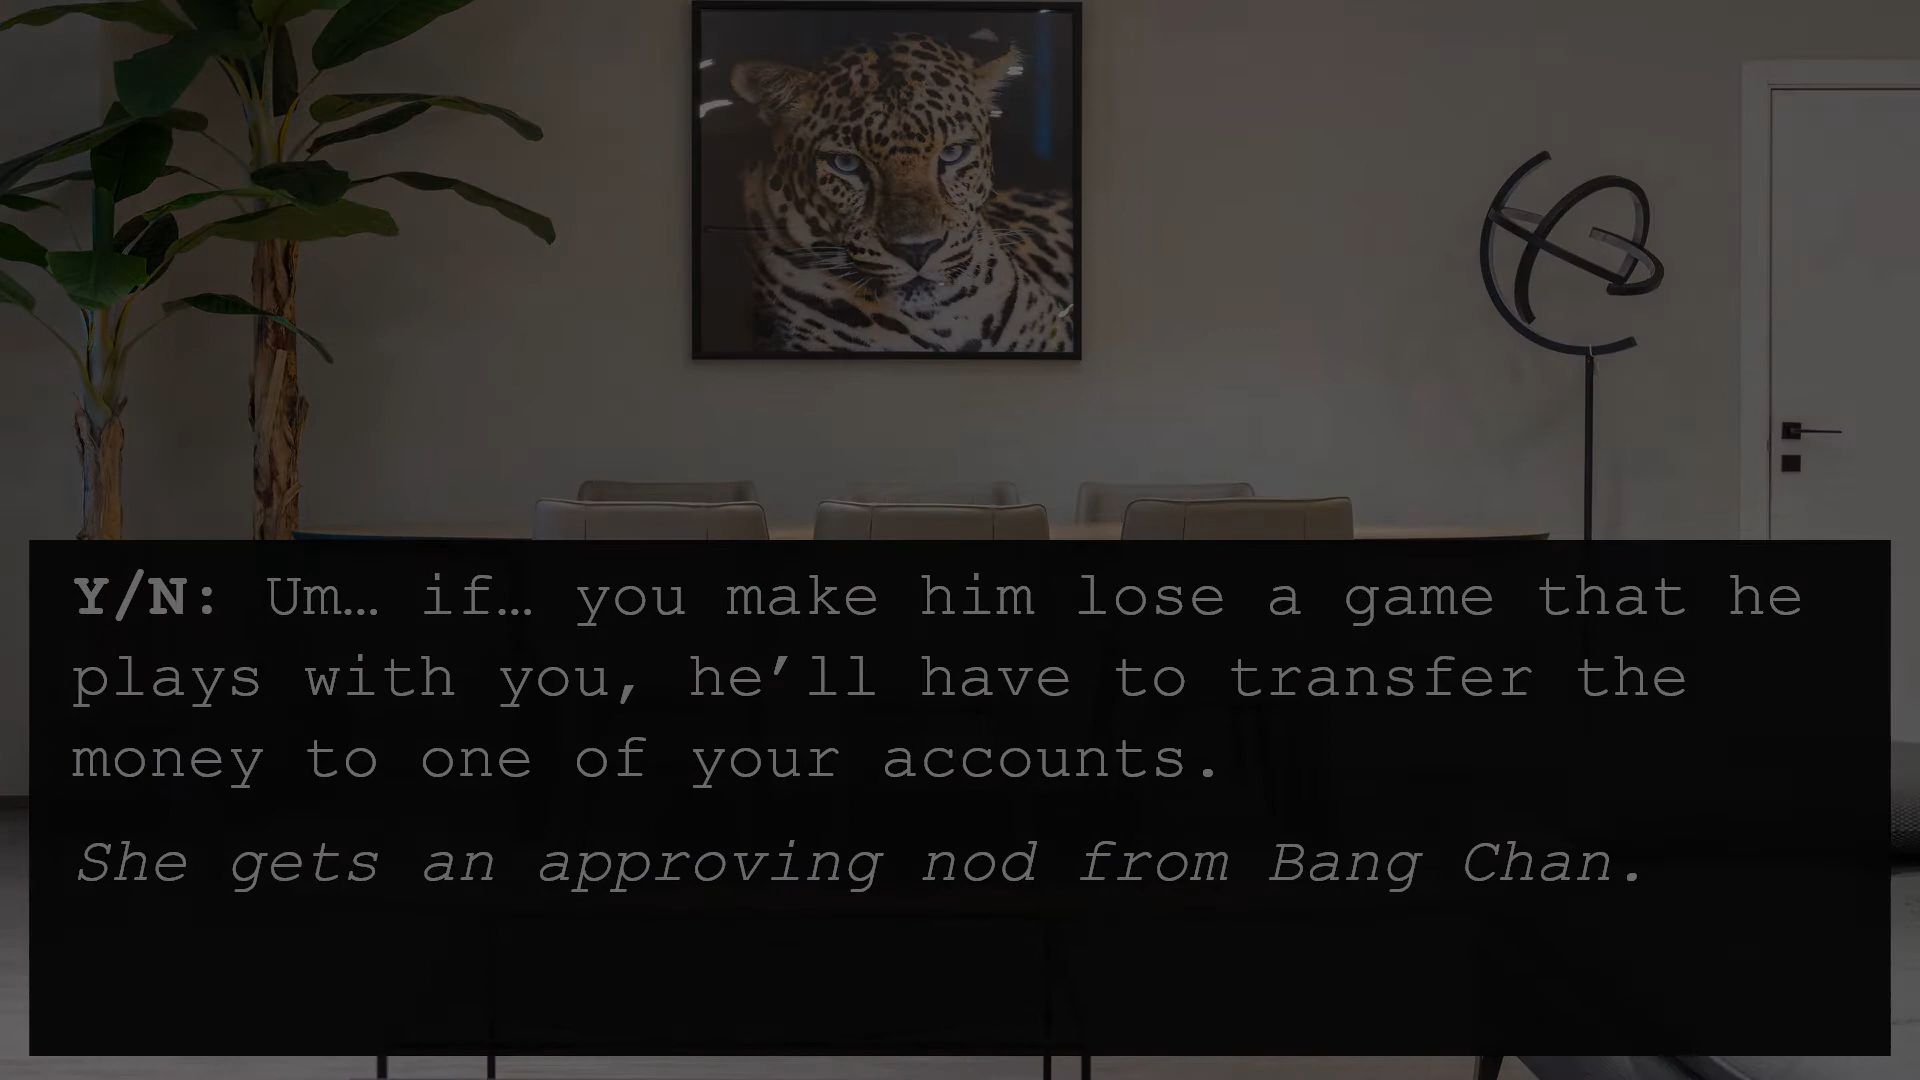 Y/N: Um… if… you make him lose a game that he
plays with you, he’ll have to transfer the
money to one of your accounts.
She gets an approving nod from Bang Chan.